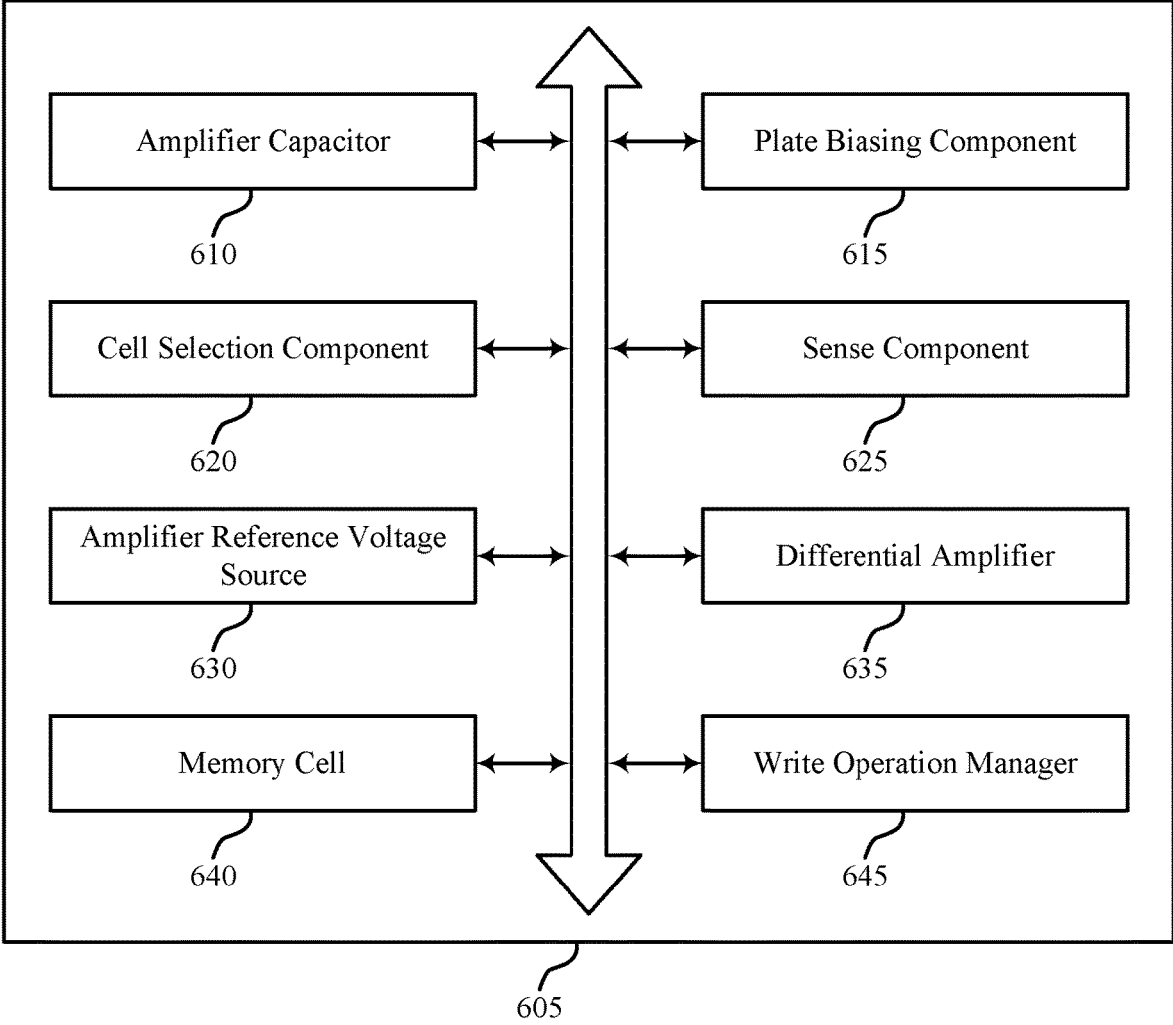 Amplifier Capacitor
610
Plate Biasing Component
615
Cell Selection Component
620
Sense Component
625
Amplifier Reference Voltage
Source
630
Differential Amplifier
635
Memory Cell
640
Write Operation Manager
645
605